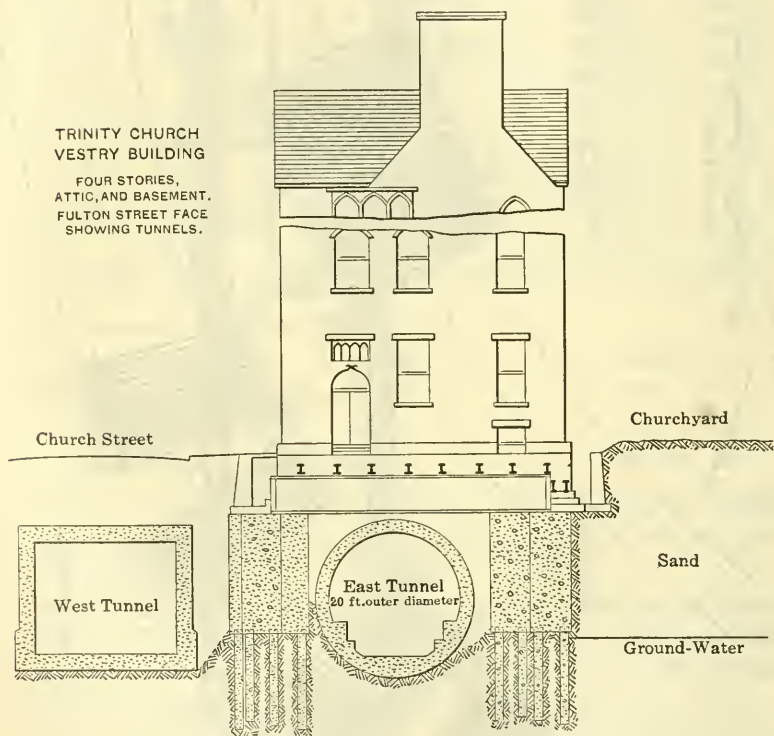 TRINITY CHURCH
VESTRY BUILDING
FOUR STORIES,
ATTIC, AND BASEMENT.
FULTON STREET FACE
SHOWING TUNNELS.
Church Street
Churchyard
West Tunnel
East Tunnel
20 ft. outer diameter
Sand
Ground-Water